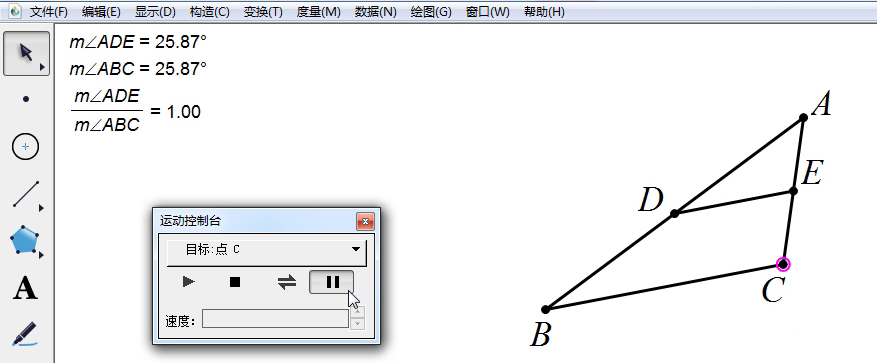 文件(F) 编辑(E) 显示(D) 构造(C) 变换(T) 度量(M) 数据(N) 绘图(G) 窗口(W) 帮助(H)
m∠ADE = 25.87°
m∠ABC = 25.87°
m∠ADE
m∠ABC
= 1.00
A
E
D
C
B
运动控制台
目标:点 C
速度:
A